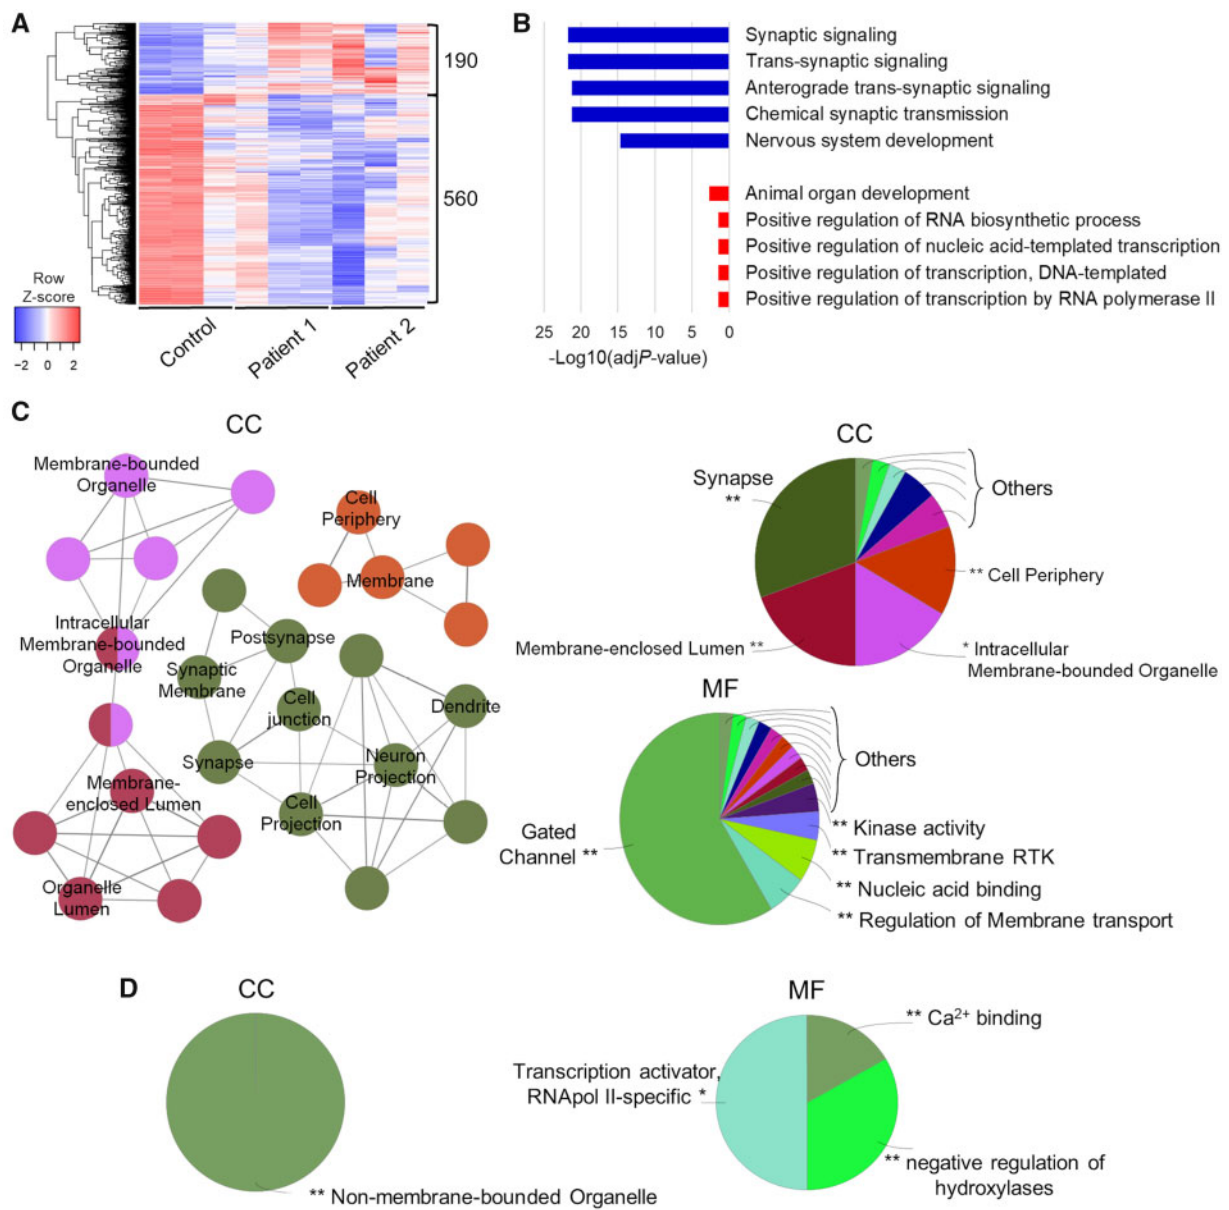 A
190
560
Row
Z-score
−2 0 2
Control
Patient 1
Patient 2
B
Synaptic signaling
Trans-synaptic signaling
Anterograde trans-synaptic signaling
Chemical synaptic transmission
Nervous system development
Animal organ development
Positive regulation of RNA biosynthetic process
Positive regulation of nucleic acid-templated transcription
Positive regulation of transcription, DNA-templated
Positive regulation of transcription by RNA polymerase II
25 20 15 10 5 0
-Log10(adjP-value)
C
CC
Membrane-bounded
Organelle
Cell
Periphery
Membrane
Intracellular
Membrane-bounded
Organelle
Postsynapse
Synaptic
Membrane
Cell
junction
Dendrite
Synapse
Neuron
Projection
Cell
Projection
Membrane-
enclosed Lumen
Organelle
Lumen
CC
Synapse
**
Others
** Cell Periphery
* Intracellular
Membrane-bounded Organelle
Membrane-enclosed Lumen **
MF
Others
Gated
Channel **
** Kinase activity
** Transmembrane RTK
** Nucleic acid binding
** Regulation of Membrane transport
D
CC
** Non-membrane-bounded Organelle
MF
** Ca²⁺ binding
Transcription activator,
RNApol II-specific *
** negative regulation of
hydroxylases